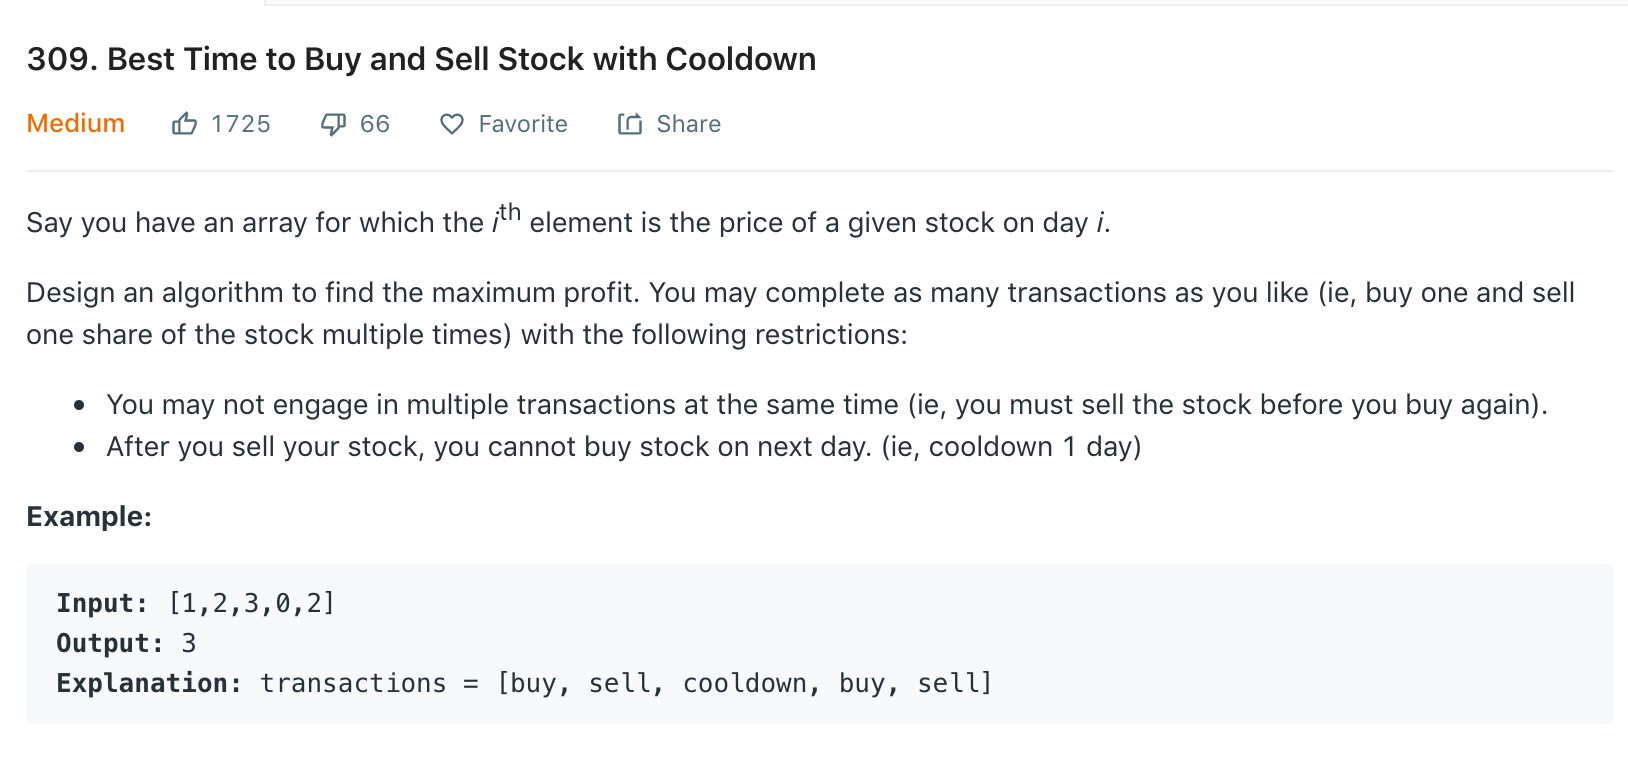 309. Best Time to Buy and Sell Stock with Cooldown
Medium 1725 66 Favorite Share
Say you have an array for which the ith element is the price of a given stock on day i.
Design an algorithm to find the maximum profit. You may complete as many transactions as you like (ie, buy one and sell
one share of the stock multiple times) with the following restrictions:
• You may not engage in multiple transactions at the same time (ie, you must sell the stock before you buy again).
• After you sell your stock, you cannot buy stock on next day. (ie, cooldown 1 day)
Example:
Input: [1,2,3,0,2]
Output: 3
Explanation: transactions = [buy, sell, cooldown, buy, sell]